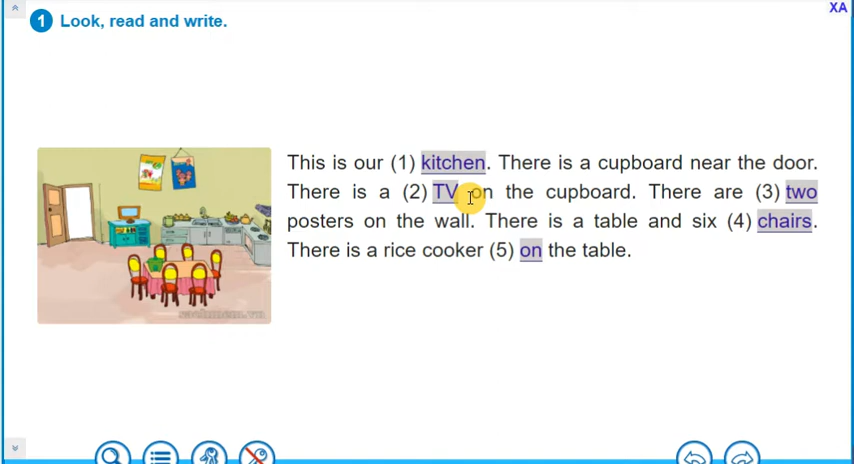 XA
1 Look, read and write.
This is our (1) kitchen. There is a cupboard near the door.
There is a (2) TV on the cupboard. There are (3) two
posters on the wall. There is a table and six (4) chairs.
There is a rice cooker (5) on the table.
sachmem.vn